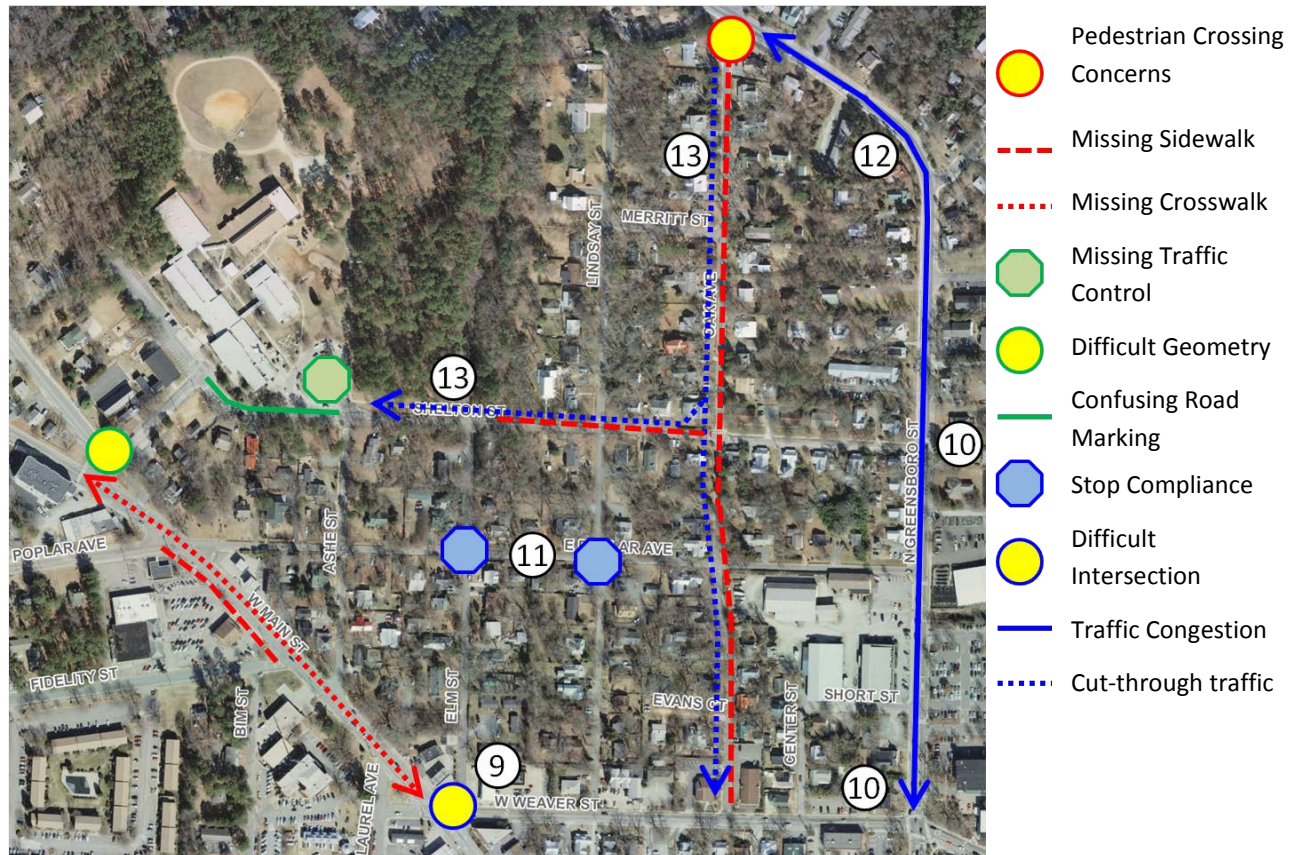 Pedestrian Crossing
Concerns
Missing Sidewalk
Missing Crosswalk
Missing Traffic
Control
Difficult Geometry
Confusing Road
Marking
Stop Compliance
Difficult
Intersection
Traffic Congestion
Cut-through traffic
13
12
MERRITT ST
LINDSAY ST
OAK AVE
13
SHELTON ST
10
N GREENSBORO ST
POPLAR AVE
ASHE ST
11
E POPLAR AVE
W MAIN ST
FIDELITY ST
BIM ST
ELM ST
EVANS CT
CENTER ST
SHORT ST
9
10
LAUREL AVE
W WEAVER ST